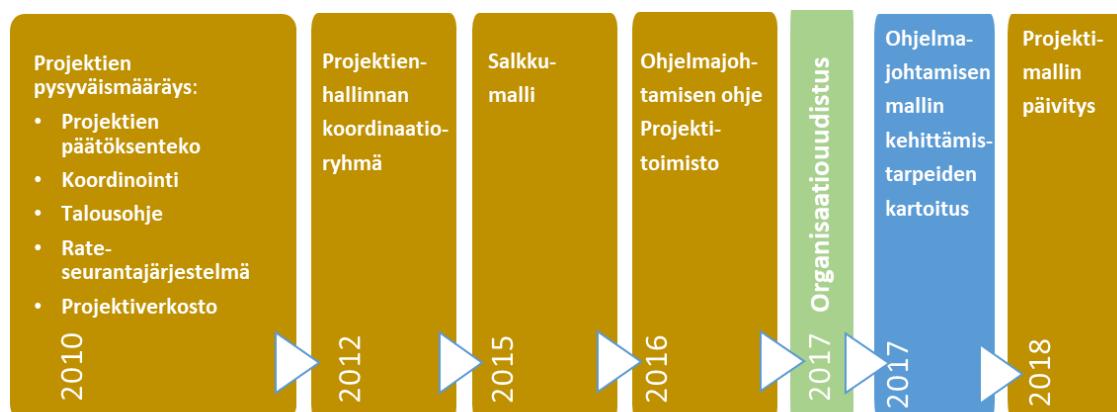 Projektien
pysyväismääräys:
• Projektien
päätöksenteko
• Koordinointi
• Talousohje
• Rate-
seurantajärjestelmä
• Projektiverkosto
2010
Projektien-
hallinnan
koordinaatio-
ryhmä
2012
Salkku-
malli
2015
Ohjelmajoh-
tamisen ohje
Projekti-
toimisto
2016
Organisaatiouudistus
2017
Ohjelma-
johtamisen
mallin
kehittämis-
tarpeiden
kartoitus
2017
Projekti-
mallin
päivitys
2018